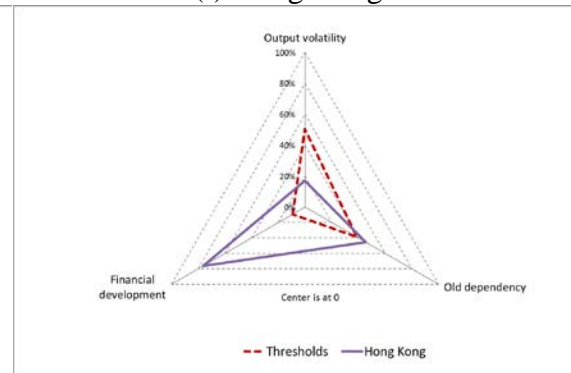 Output volatility
100%
80%
60%
40%
20%
0%
Financial
development
Old dependency
Center is at 0
Thresholds
Hong Kong